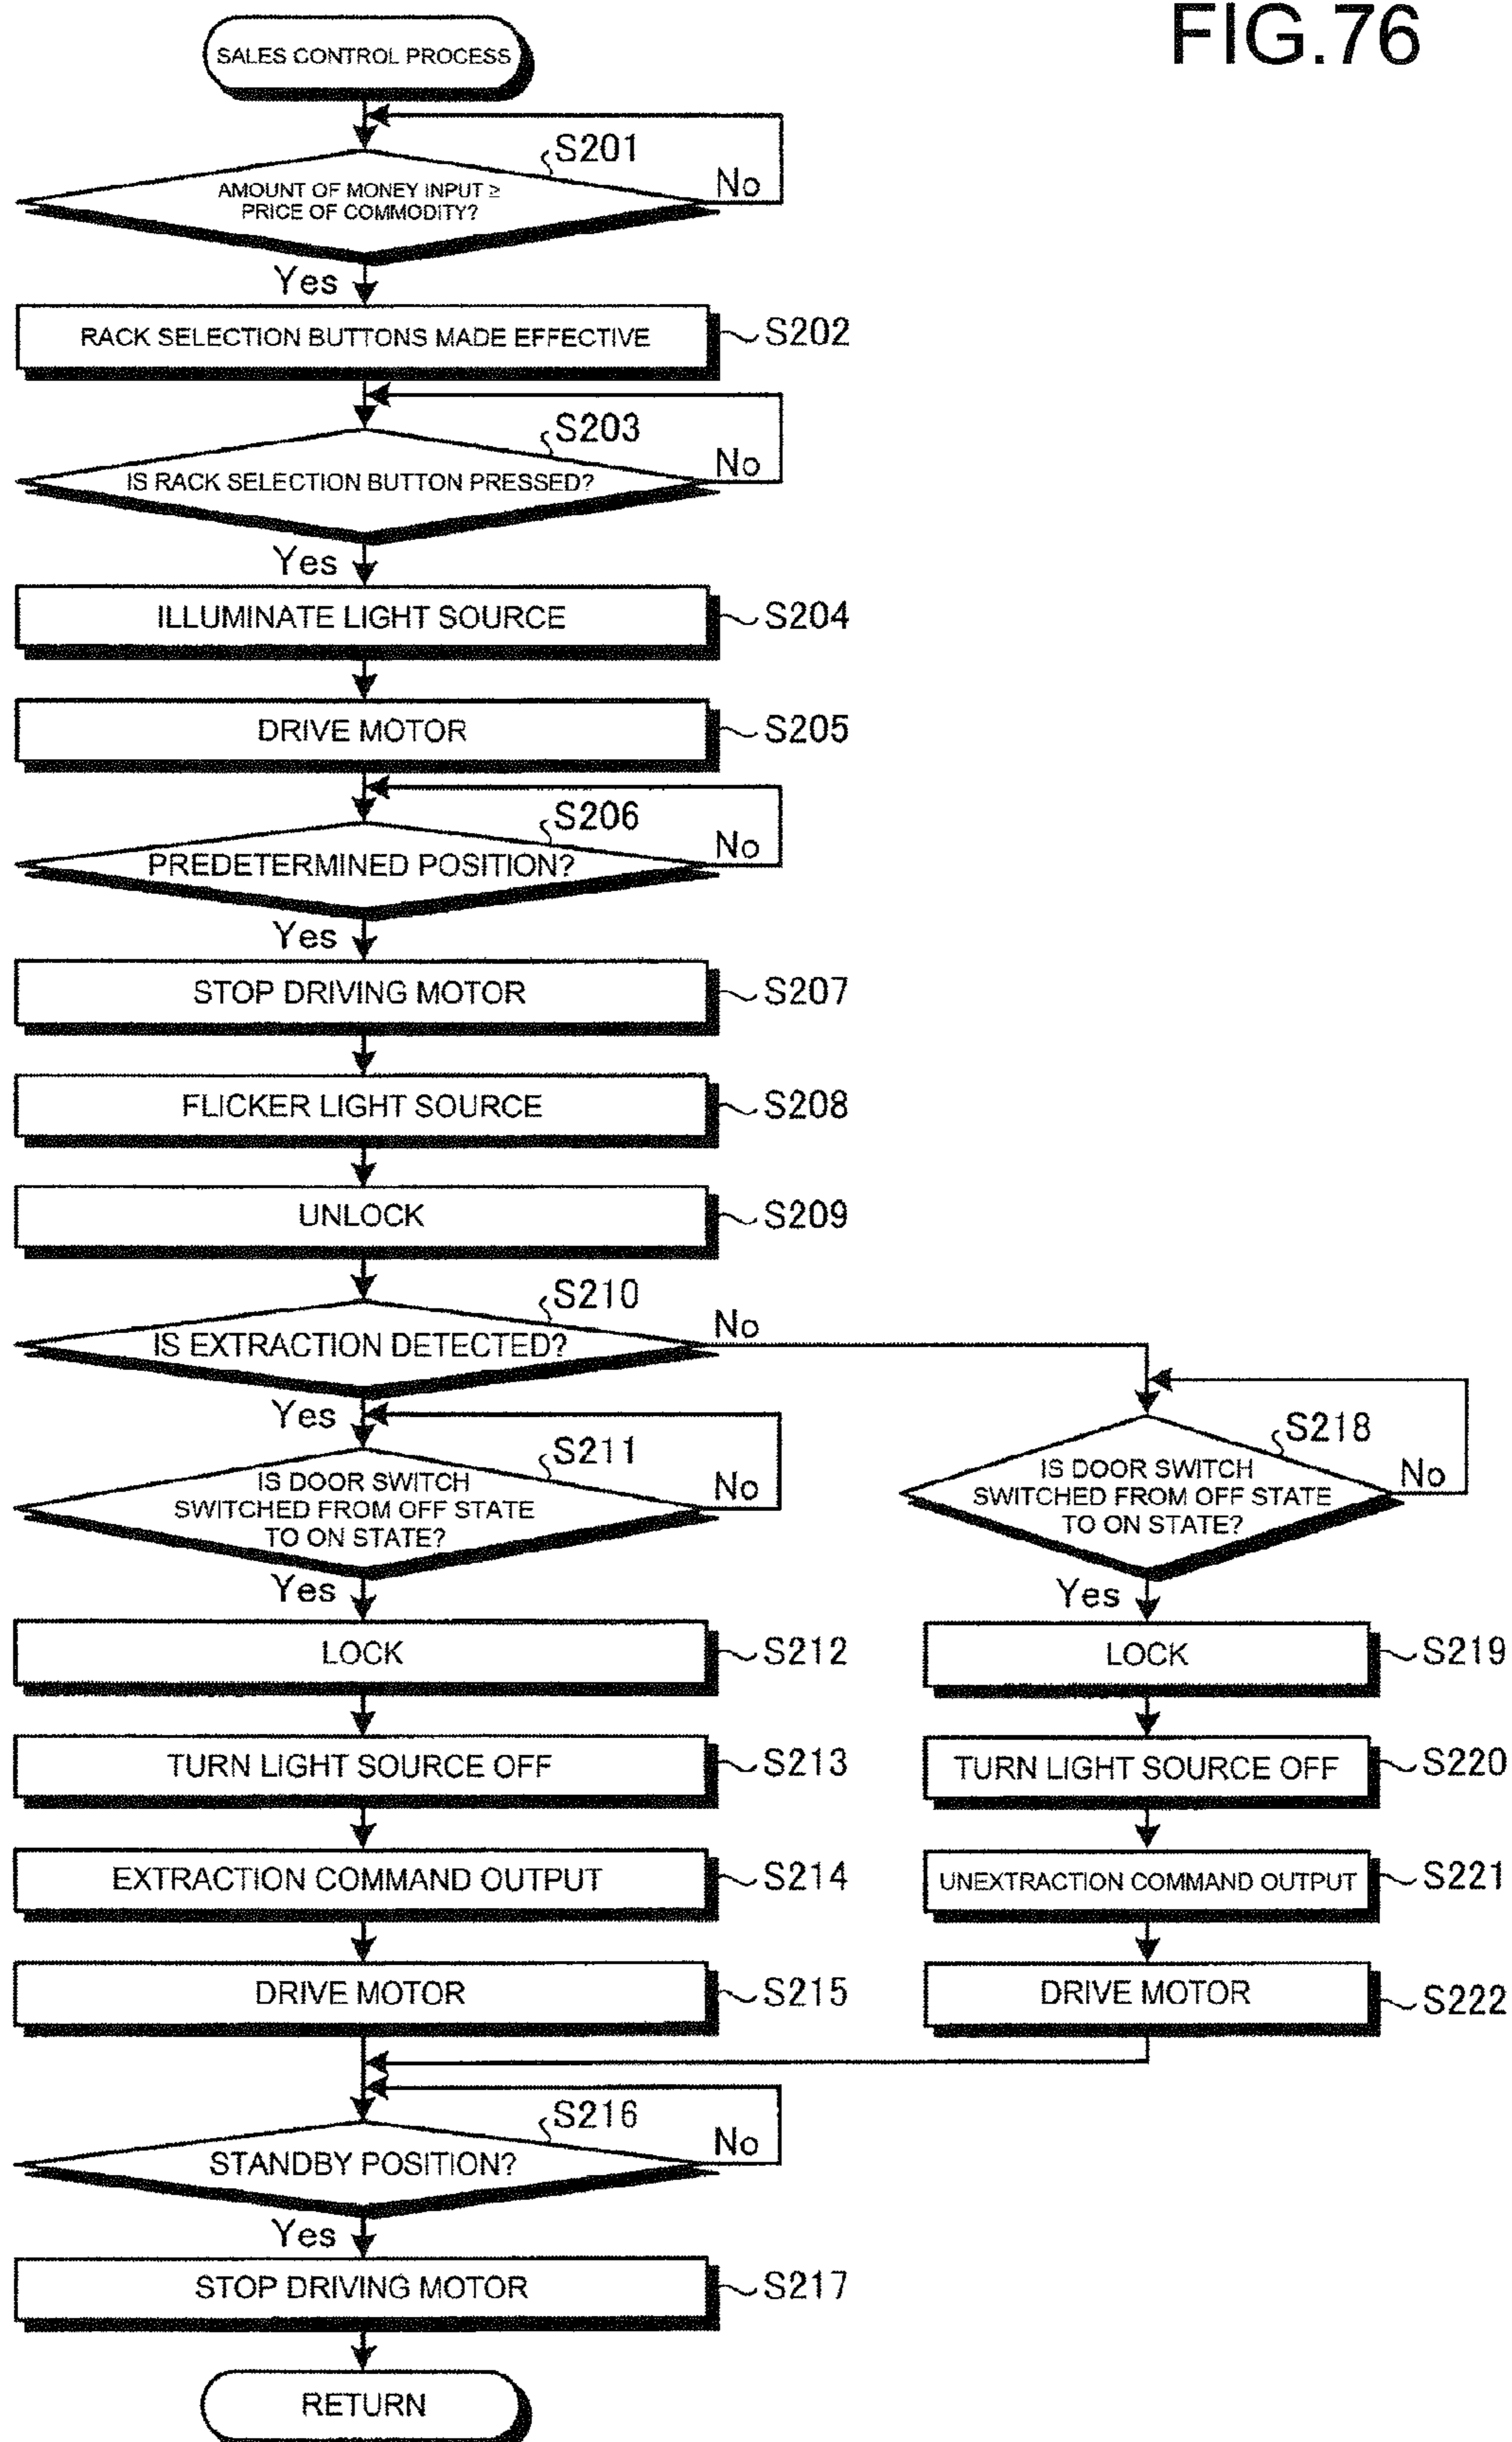 FIG.76
SALES CONTROL PROCESS
S201
AMOUNT OF MONEY INPUT ≥
PRICE OF COMMODITY?
No
Yes
RACK SELECTION BUTTONS MADE EFFECTIVE
S202
S203
IS RACK SELECTION BUTTON PRESSED?
No
Yes
ILLUMINATE LIGHT SOURCE
S204
DRIVE MOTOR
S205
S206
PREDETERMINED POSITION?
No
Yes
STOP DRIVING MOTOR
S207
FLICKER LIGHT SOURCE
S208
UNLOCK
S209
S210
IS EXTRACTION DETECTED?
No
Yes
S211
IS DOOR SWITCH
SWITCHED FROM OFF STATE
TO ON STATE?
No
Yes
LOCK
S212
TURN LIGHT SOURCE OFF
S213
EXTRACTION COMMAND OUTPUT
S214
DRIVE MOTOR
S215
S218
IS DOOR SWITCH
SWITCHED FROM OFF STATE
TO ON STATE?
No
Yes
LOCK
S219
TURN LIGHT SOURCE OFF
S220
UNEXTRACTION COMMAND OUTPUT
S221
DRIVE MOTOR
S222
S216
STANDBY POSITION?
No
Yes
STOP DRIVING MOTOR
S217
RETURN